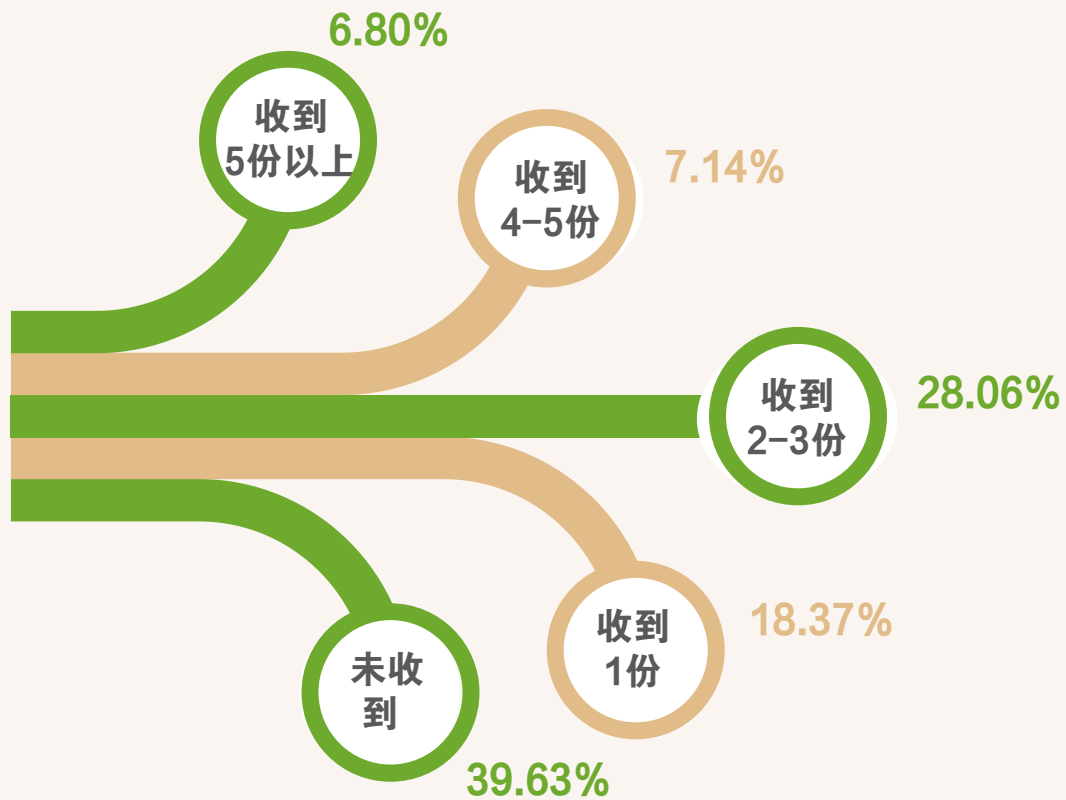 6.80%
收到
5份以上
7.14%
收到
4-5份
28.06%
收到
2-3份
18.37%
收到
1份
未收
到
39.63%